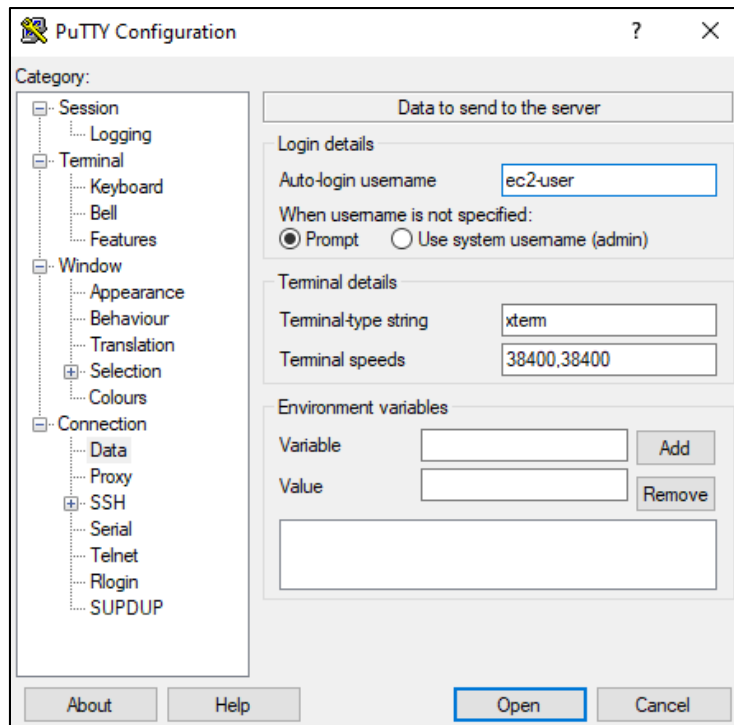 PuTTY Configuration
?
Category:
Session
Logging
Terminal
Keyboard
Bell
Features
Window
Appearance
Behaviour
Translation
Selection
Colours
Connection
Data
Proxy
SSH
Serial
Telnet
Rlogin
SUPDUP
Data to send to the server
Login details
Auto-login username ec2-user
When username is not specified:
Prompt Use system username (admin)
Terminal details
Terminal-type string xterm
Terminal speeds 38400,38400
Environment variables
Variable Add
Value Remove
About Help Open Cancel